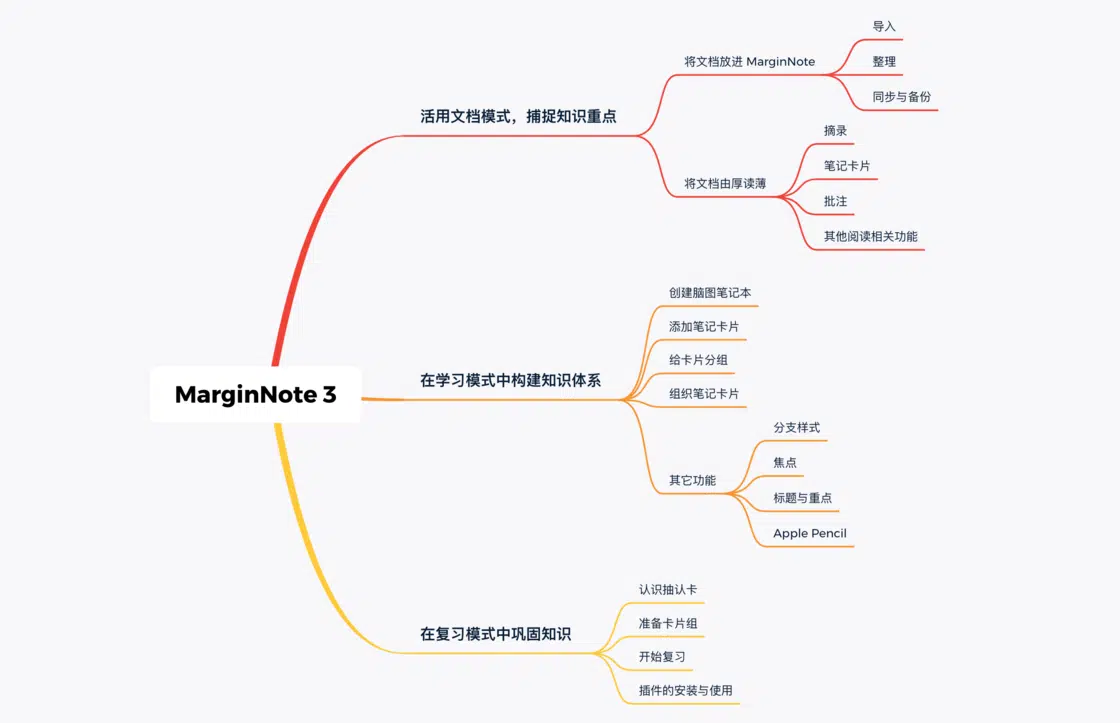 MarginNote 3
活用文档模式，捕捉知识重点
将文档放进 MarginNote
导入
整理
同步与备份
将文档由厚读薄
摘录
笔记卡片
批注
其他阅读相关功能
在学习模式中构建知识体系
创建脑图笔记本
添加笔记卡片
给卡片分组
组织笔记卡片
其它功能
分支样式
焦点
标题与重点
Apple Pencil
在复习模式中巩固知识
认识抽认卡
准备卡片组
开始复习
插件的安装与使用